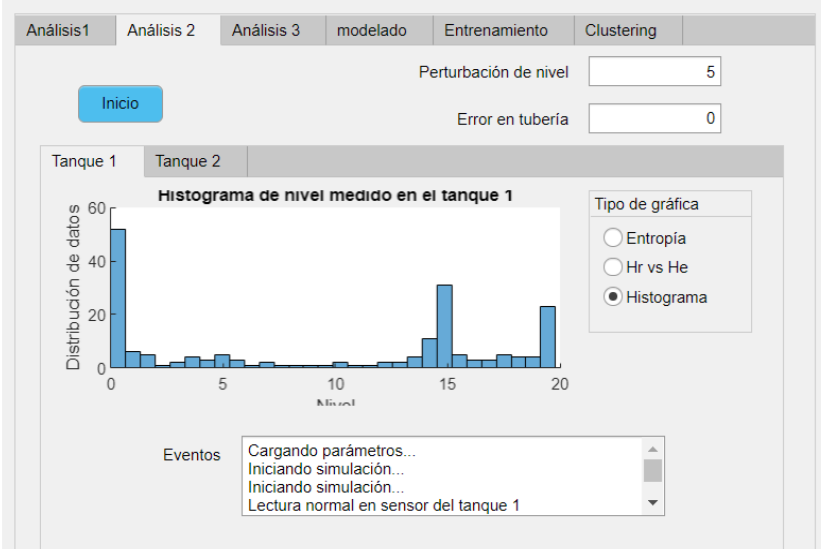 Análisis1 Análisis 2 Análisis 3 modelado Entrenamiento Clustering
Perturbación de nivel 5
Inicio
Error en tubería 0
Tanque 1 Tanque 2
Histograma de nivel medido en el tanque 1
Tipo de gráfica
Entropía
Hr vs He
Histograma
Distribución de datos
60
40
20
0
0 5 10 15 20
Nivel
Eventos
Cargando parámetros...
Iniciando simulación...
Iniciando simulación...
Lectura normal en sensor del tanque 1